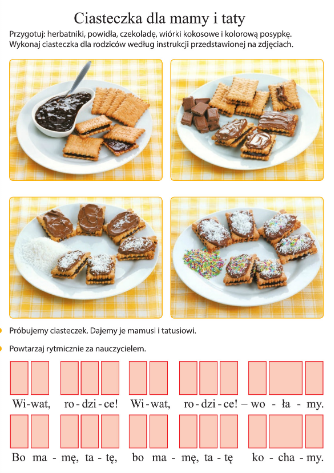 Ciasteczka dla mamy i taty
Przygotuj: herbatniki, powidła, czekoladę, wiórki kokosowe i kolorową posypkę.
Wykonaj ciasteczka dla rodziców według instrukcji przedstawionej na zdjęciach.
Próbujemy ciasteczek. Dajemy je mamusi i tatusiowi.
Powtarzaj rytmicznie za nauczycielem.
Wi - wat, ro - dzi - ce! Wi - wat, ro - dzi - ce! – wo - ła - my.
Bo ma - mę, ta - tę, bo ma - mę, ta - tę ko - cha - my.